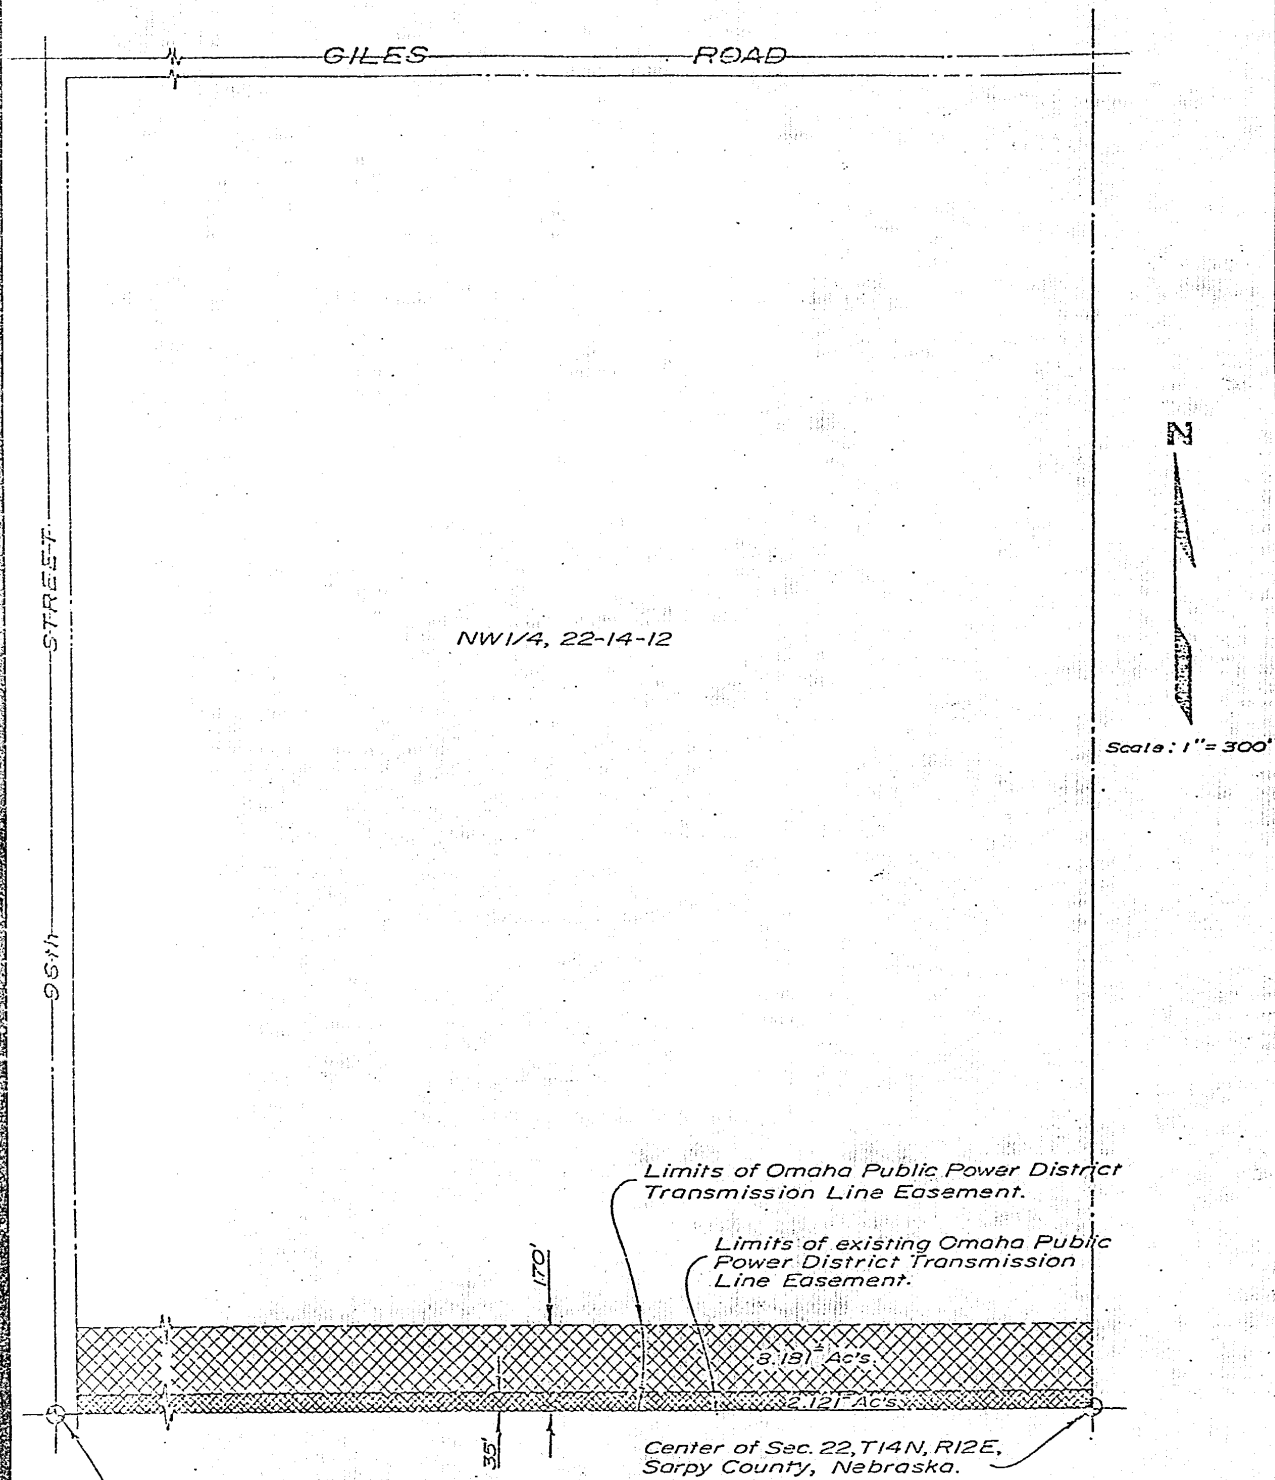 GILES ROAD
N
Scale: 1"= 300'
96th STREET
NW1/4, 22-14-12
Limits of Omaha Public Power District
Transmission Line Easement.
Limits of existing Omaha Public
Power District Transmission
Line Easement.
170'
8.181± Ac's.
2.121± Ac's.
35'
Center of Sec. 22, T14N, R12E,
Sarpy County, Nebraska.